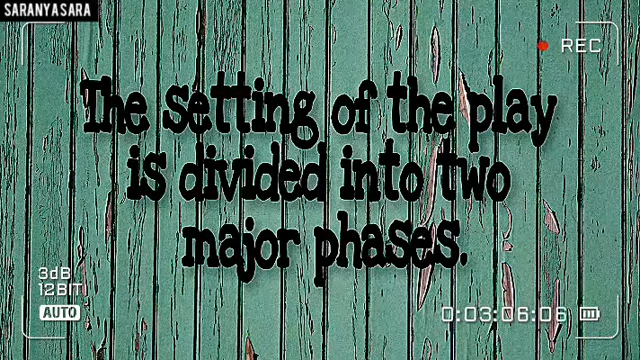 SARANYASARA
REC
The setting of the play
is divided into two
major phases.
3dB
12BIT
AUTO
0:03:06:06